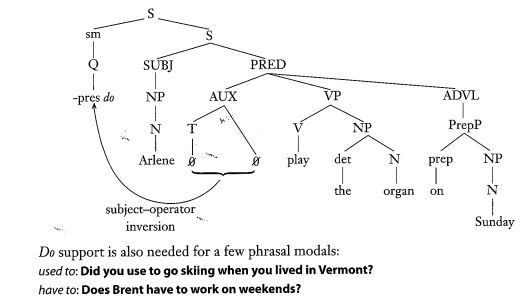 S
sm S
Q SUBJ PRED
-pres do NP AUX VP ADVL
N T V NP PrepP
Arlene Ø Ø play det N prep NP
the organ on N
subject–operator Sunday
inversion
Do support is also needed for a few phrasal modals:
used to: Did you use to go skiing when you lived in Vermont?
have to: Does Brent have to work on weekends?